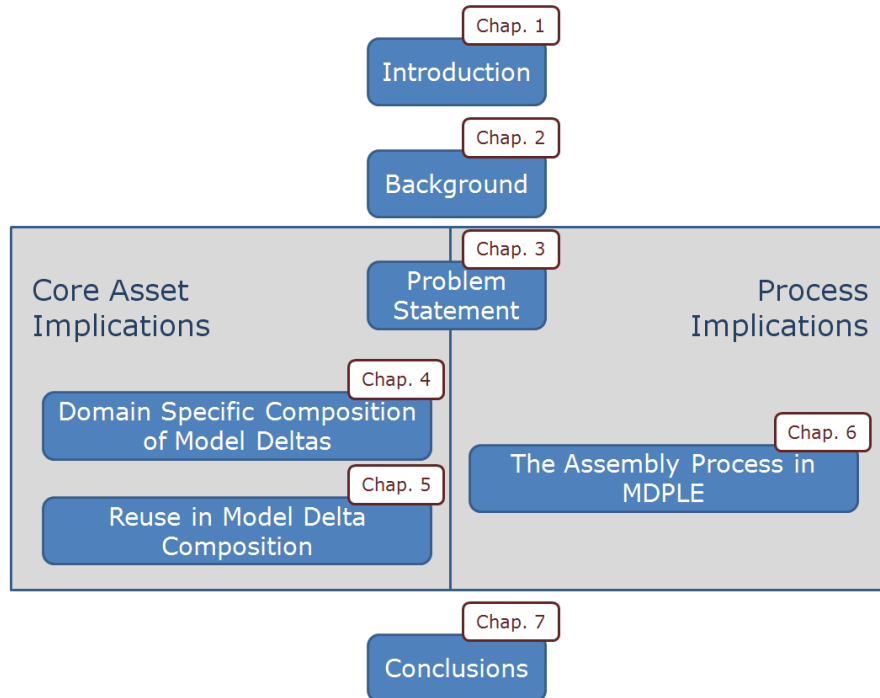 Chap. 1
Introduction
Chap. 2
Background
Chap. 3
Problem
Statement
Core Asset
Implications
Process
Implications
Chap. 4
Domain Specific Composition
of Model Deltas
Chap. 5
Reuse in Model Delta
Composition
Chap. 6
The Assembly Process in
MDPLE
Chap. 7
Conclusions